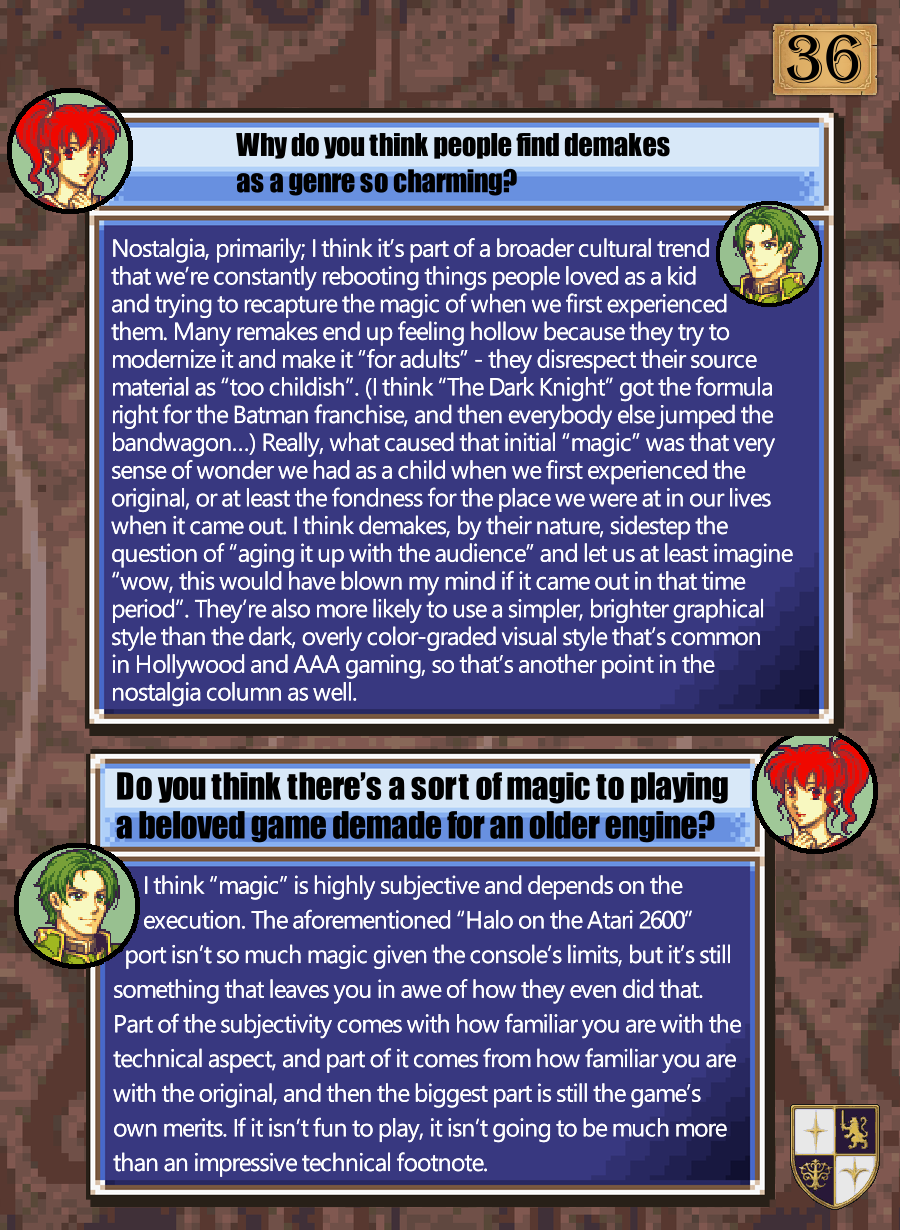 36
Why do you think people find demakes
as a genre so charming?
Nostalgia, primarily; I think it's part of a broader cultural trend
that we're constantly rebooting things people loved as a kid
and trying to recapture the magic of when we first experienced
them. Many remakes end up feeling hollow because they try to
modernize it and make it “for adults” - they disrespect their source
material as “too childish”. (I think “The Dark Knight” got the formula
right for the Batman franchise, and then everybody else jumped the
bandwagon...) Really, what caused that initial “magic” was that very
sense of wonder we had as a child when we first experienced the
original, or at least the fondness for the place we were at in our lives
when it came out. I think demakes, by their nature, sidestep the
question of “aging it up with the audience” and let us at least imagine
“wow, this would have blown my mind if it came out in that time
period”. They're also more likely to use a simpler, brighter graphical
style than the dark, overly color-graded visual style that's common
in Hollywood and AAA gaming, so that's another point in the
nostalgia column as well.
Do you think there's a sort of magic to playing
a beloved game demade for an older engine?
I think “magic” is highly subjective and depends on the
execution. The aforementioned “Halo on the Atari 2600”
port isn't so much magic given the console's limits, but it's still
something that leaves you in awe of how they even did that.
Part of the subjectivity comes with how familiar you are with the
technical aspect, and part of it comes from how familiar you are
with the original, and then the biggest part is still the game's
own merits. If it isn't fun to play, it isn't going to be much more
than an impressive technical footnote.